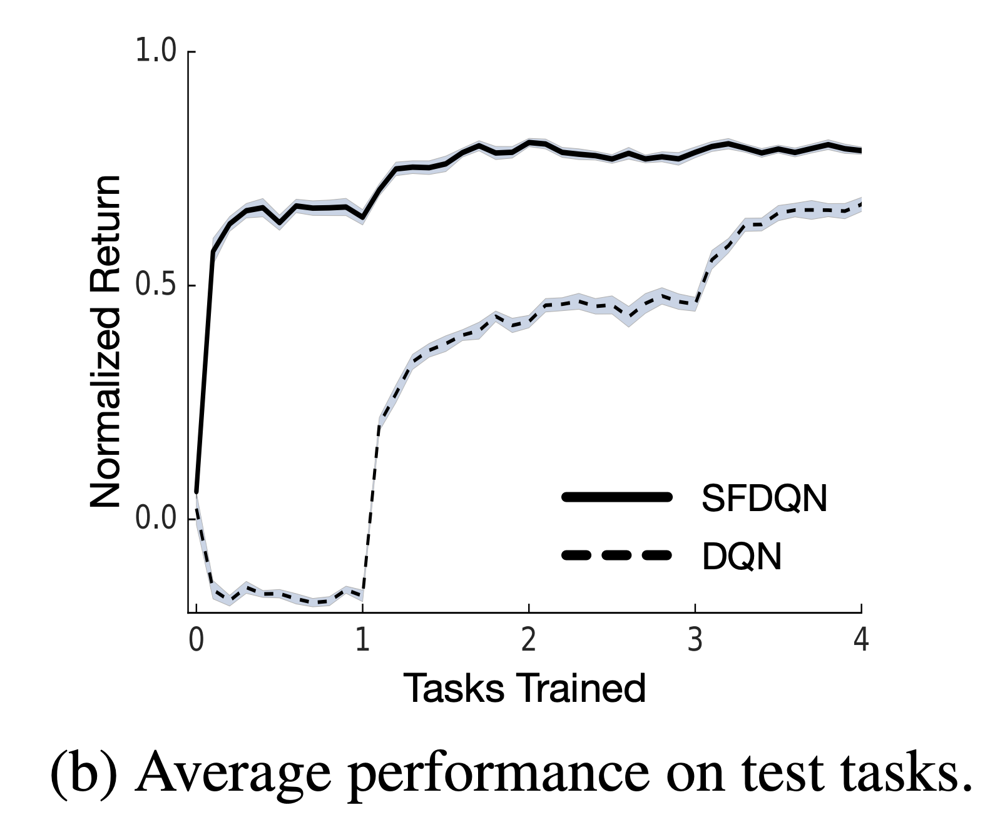 1.0
0.5
0.0
Normalized Return
SFDQN
DQN
0 1 2 3 4
Tasks Trained
(b) Average performance on test tasks.